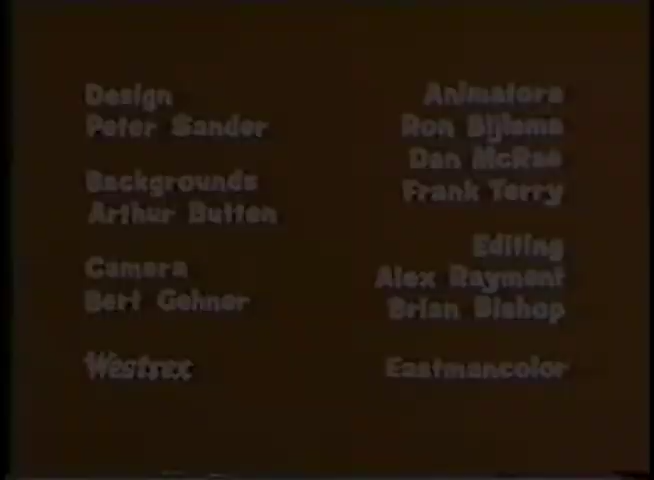 Design
Peter Sander
Backgrounds
Arthur Button
Camera
Bert Gehner
Westrex
Animators
Ron Bijlsma
Dan McRae
Frank Terry
Editing
Alex Rayment
Brian Bishop
Eastmancolor